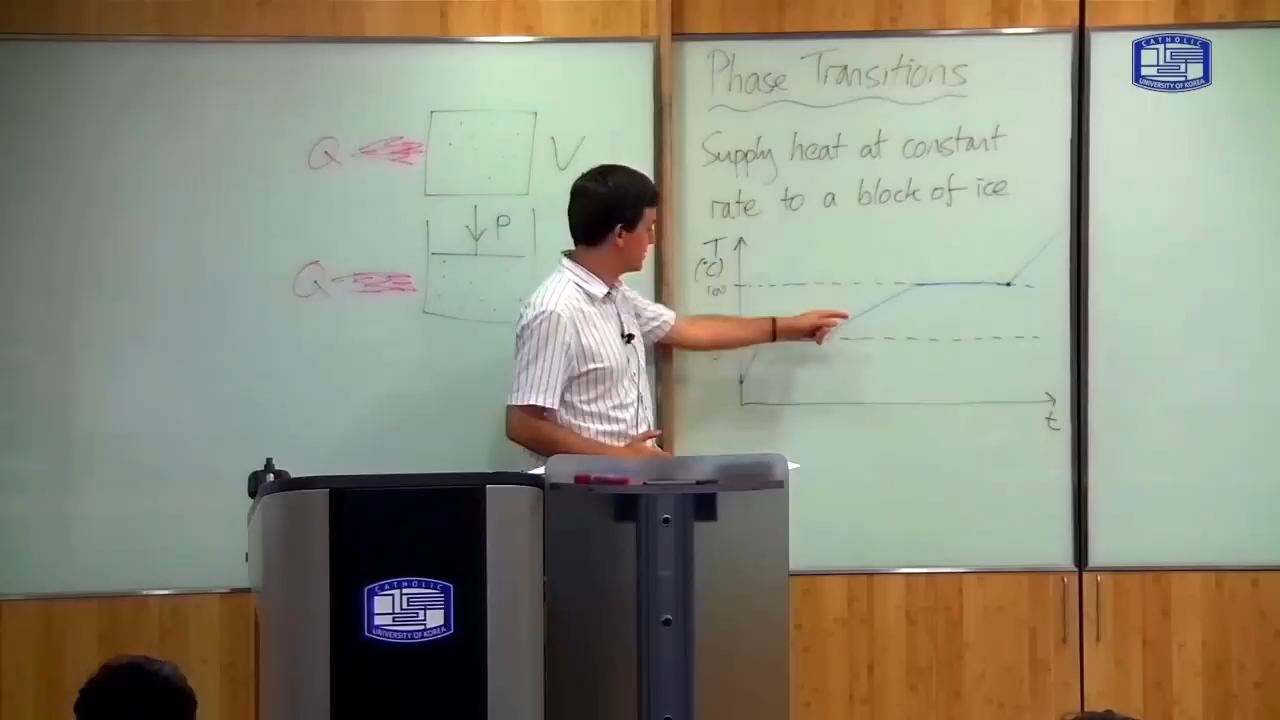 Q
V
P
Q
Phase Transitions
Supply heat at constant
rate to a block of ice
T
(°C)
100
t
CATHOLIC
UNIVERSITY OF KOREA
CATHOLIC
UNIVERSITY OF KOREA